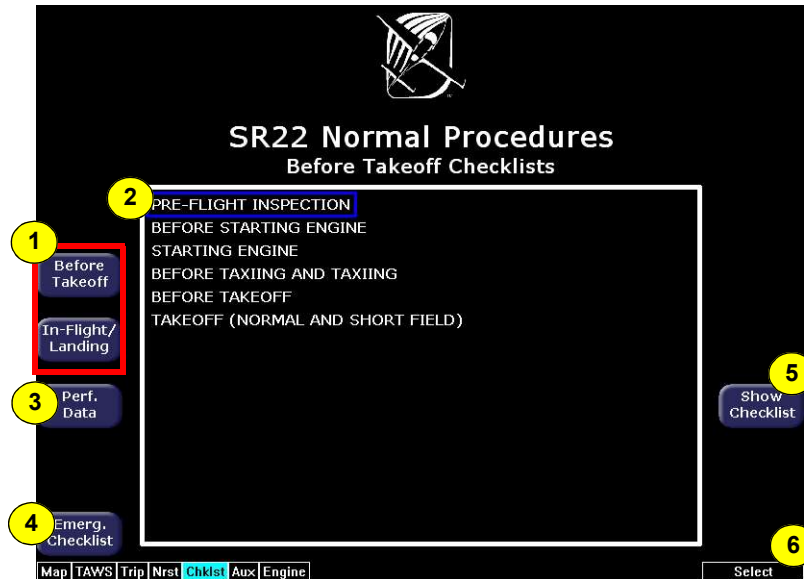 SR22 Normal Procedures
Before Takeoff Checklists
2
PRE-FLIGHT INSPECTION
BEFORE STARTING ENGINE
STARTING ENGINE
BEFORE TAXIING AND TAXIING
BEFORE TAKEOFF
TAKEOFF (NORMAL AND SHORT FIELD)
1
Before
Takeoff
In-Flight/
Landing
3
Perf.
Data
4
Emerg.
Checklist
5
Show
Checklist
6
Map TAWS Trip Nrst Chklst Aux Engine
Select